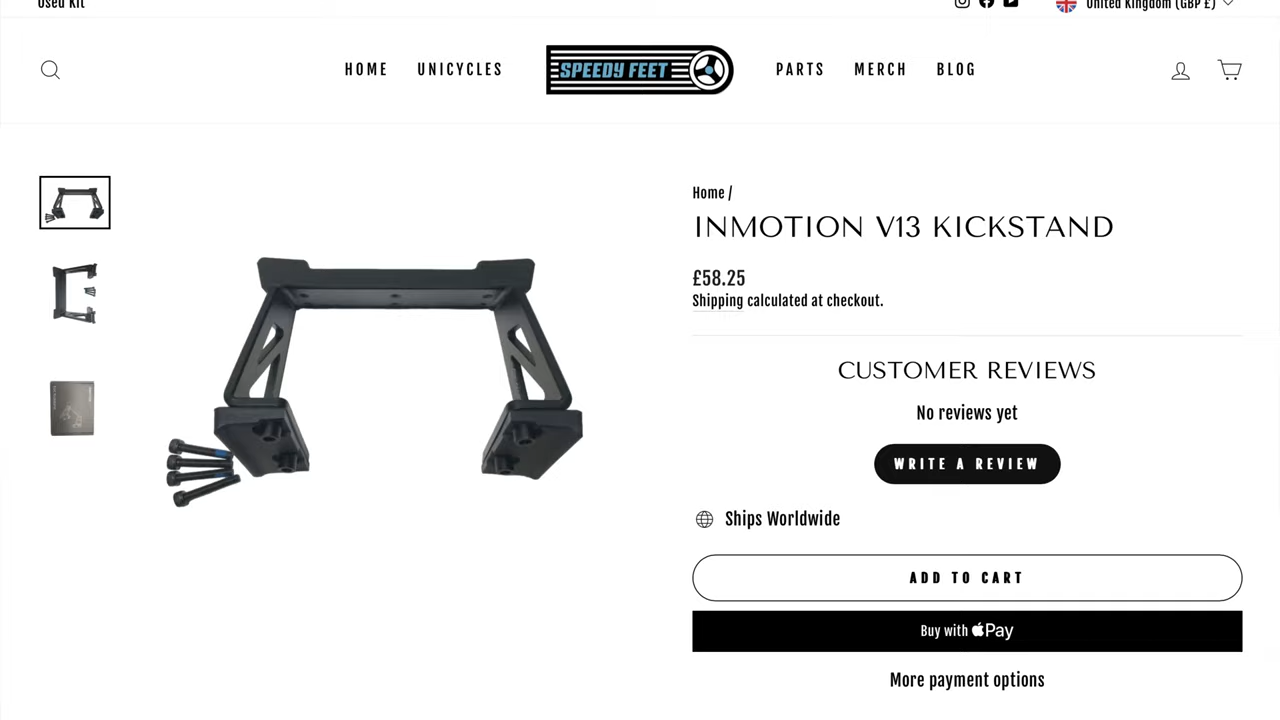 Used Kit
United Kingdom (GBP £)
HOME
UNICYCLES
SPEEDY FEET
PARTS
MERCH
BLOG
Home /
INMOTION V13 KICKSTAND
£58.25
Shipping calculated at checkout.
CUSTOMER REVIEWS
No reviews yet
WRITE A REVIEW
Ships Worldwide
ADD TO CART
Buy with Pay
More payment options